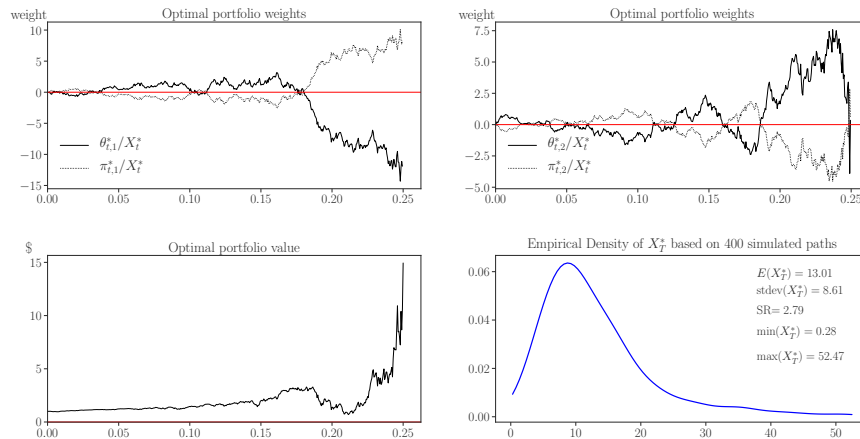 weight
Optimal portfolio weights
10
5
0
−5
−10
−15
θ*t,1/X*t
π*t,1/X*t
0.00 0.05 0.10 0.15 0.20 0.25
weight
Optimal portfolio weights
7.5
5.0
2.5
0.0
−2.5
−5.0
θ*t,2/X*t
π*t,2/X*t
0.00 0.05 0.10 0.15 0.20 0.25
$
Optimal portfolio value
15
10
5
0
0.00 0.05 0.10 0.15 0.20 0.25
Empirical Density of X*T based on 400 simulated paths
0.06
0.04
0.02
0.00
E(X*T) = 13.01
stdev(X*T) = 8.61
SR= 2.79
min(X*T) = 0.28
max(X*T) = 52.47
0 10 20 30 40 50